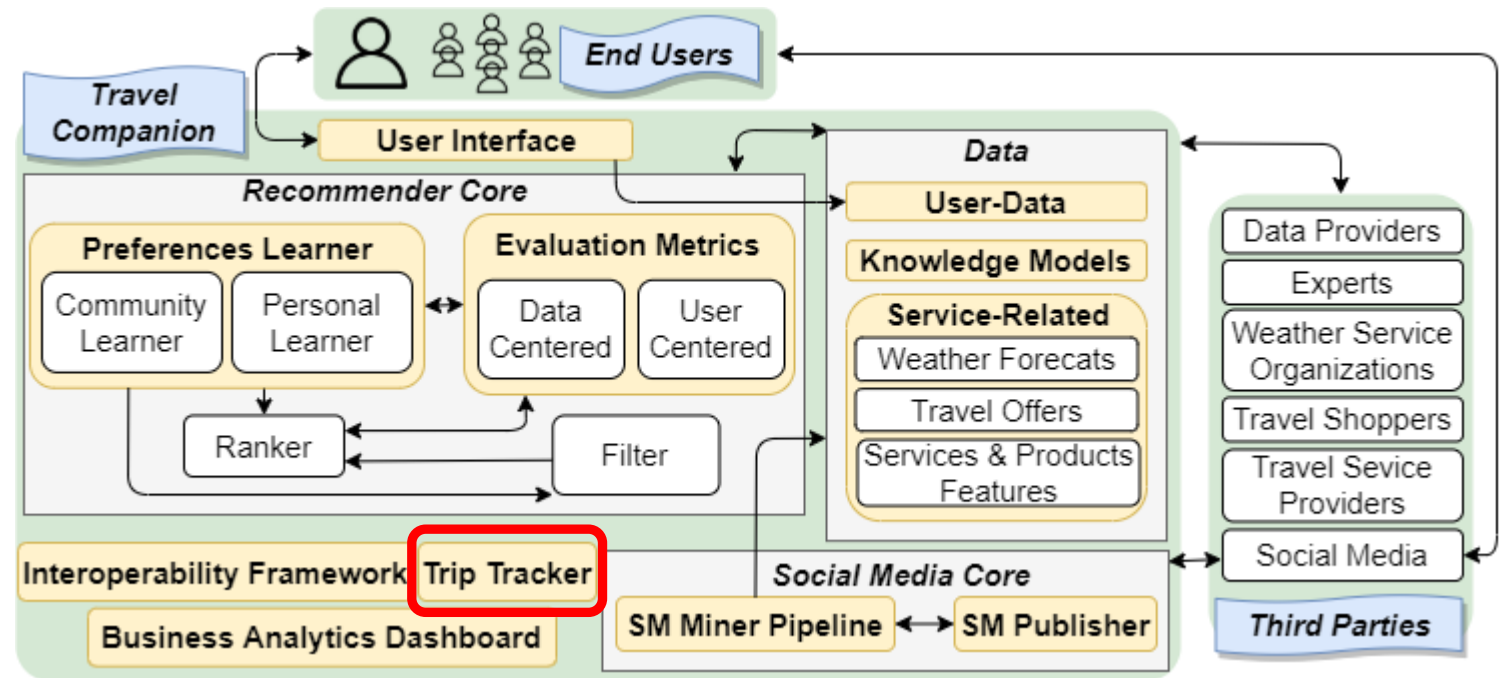 End Users
Travel
Companion
User Interface
Recommender Core
Preferences Learner
Community
Learner
Personal
Learner
Evaluation Metrics
Data
Centered
User
Centered
Ranker
Filter
Data
User-Data
Knowledge Models
Service-Related
Weather Forecats
Travel Offers
Services & Products
Features
Data Providers
Experts
Weather Service
Organizations
Travel Shoppers
Travel Sevice
Providers
Social Media
Third Parties
Interoperability Framework
Trip Tracker
Business Analytics Dashboard
Social Media Core
SM Miner Pipeline
SM Publisher